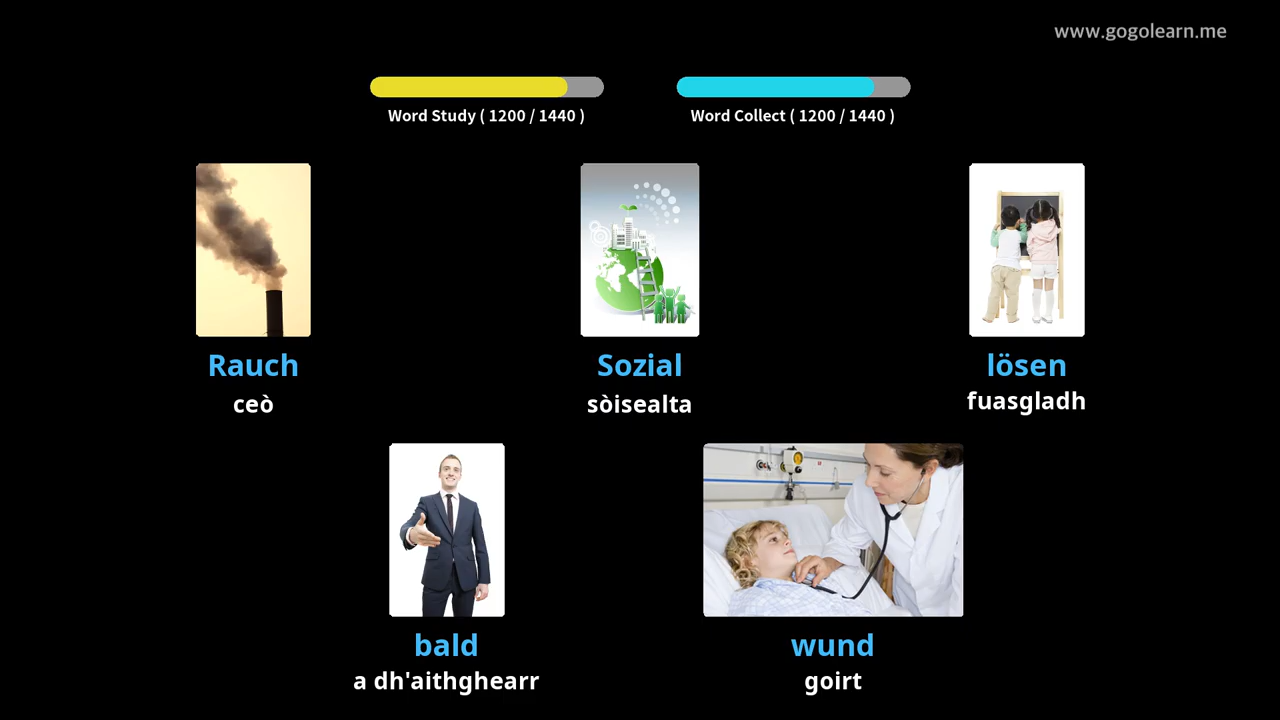 www.gogolearn.me
Word Study ( 1200 / 1440 )
Word Collect ( 1200 / 1440 )
Rauch
ceò
Sozial
sòisealta
lösen
fuasgladh
bald
a dh'aithghearr
wund
goirt